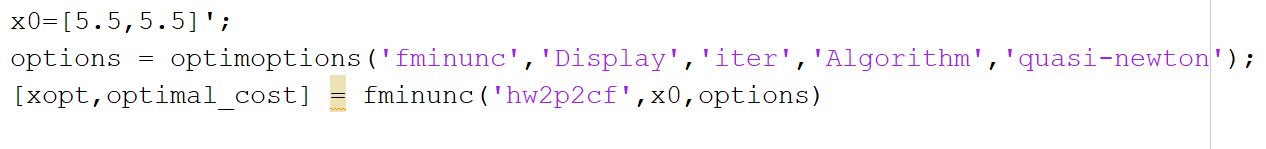 x0=[5.5,5.5]';
options = optimoptions('fminunc','Display','iter','Algorithm','quasi-newton');
[xopt,optimal_cost] = fminunc('hw2p2cf',x0,options)